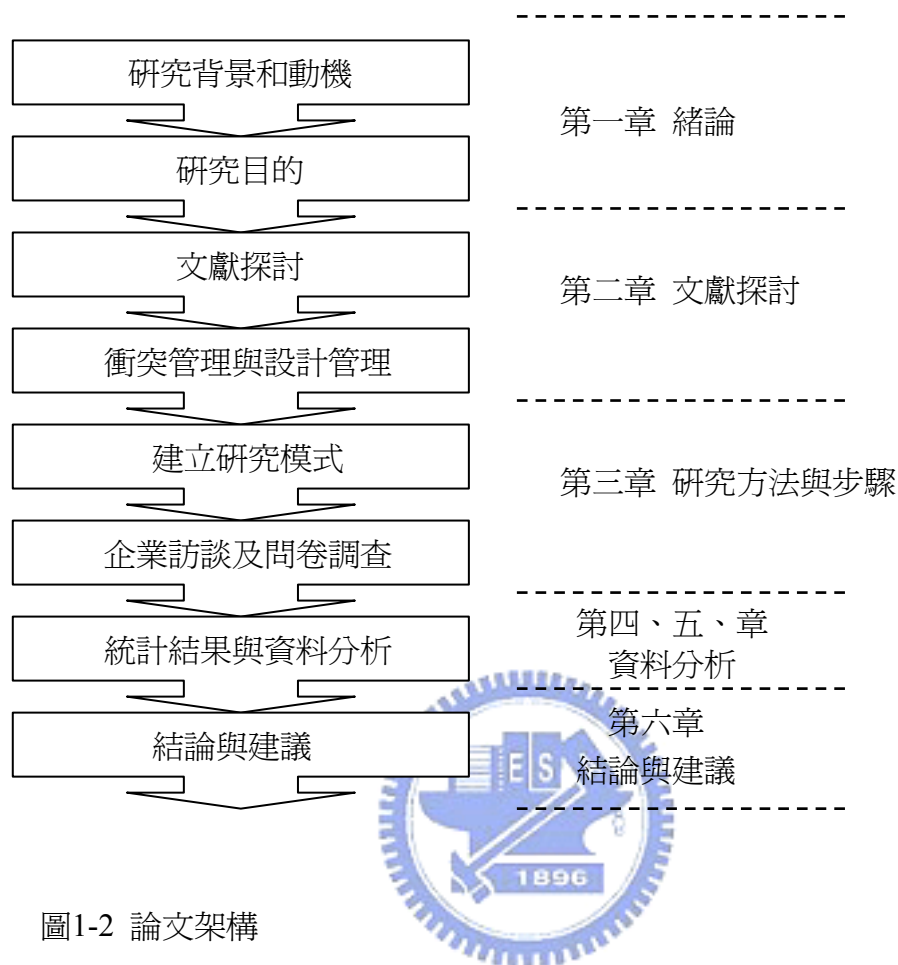 研究背景和動機
第一章 緒論
研究目的
文獻探討
第二章 文獻探討
衝突管理與設計管理
建立研究模式
第三章 研究方法與步驟
企業訪談及問卷調查
統計結果與資料分析
第四、五、章
資料分析
結論與建議
第六章
結論與建議
ES
1896
圖1-2 論文架構